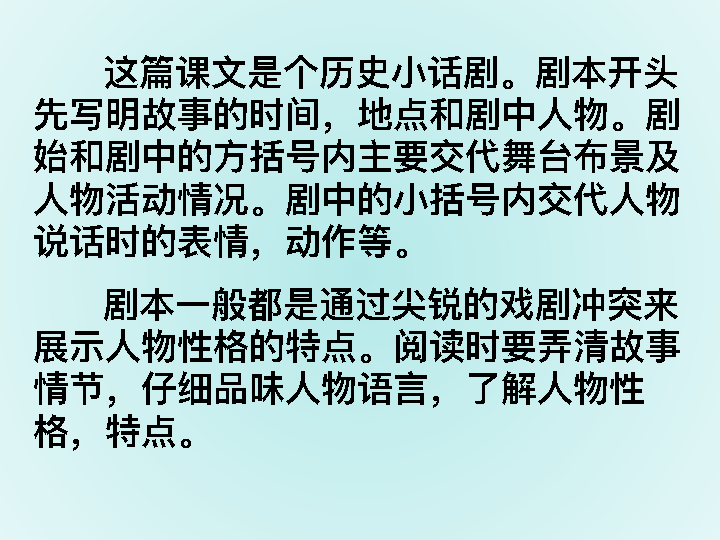 这篇课文是个历史小话剧。剧本开头
先写明故事的时间，地点和剧中人物。剧
始和剧中的方括号内主要交代舞台布景及
人物活动情况。剧中的小括号内交代人物
说话时的表情，动作等。
剧本一般都是通过尖锐的戏剧冲突来
展示人物性格的特点。阅读时要弄清故事
情节，仔细品味人物语言，了解人物性
格，特点。